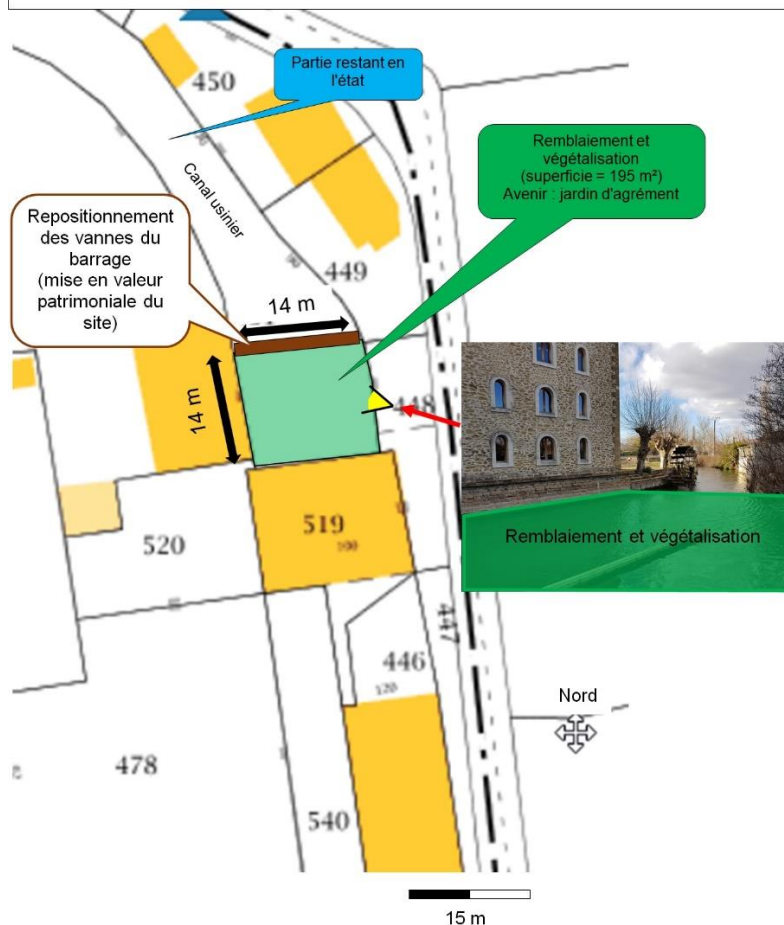 Partie restant en
l'état
450
Remblaiement et
végétalisation
(superficie = 195 m²)
Avenir : jardin d'agrément
Canal usinier
Repositionnement
des vannes du
barrage
(mise en valeur
patrimoniale du
site)
449
14 m
14 m
448
519
100
520
Remblaiement et végétalisation
447
446
120
Nord
478
540
15 m